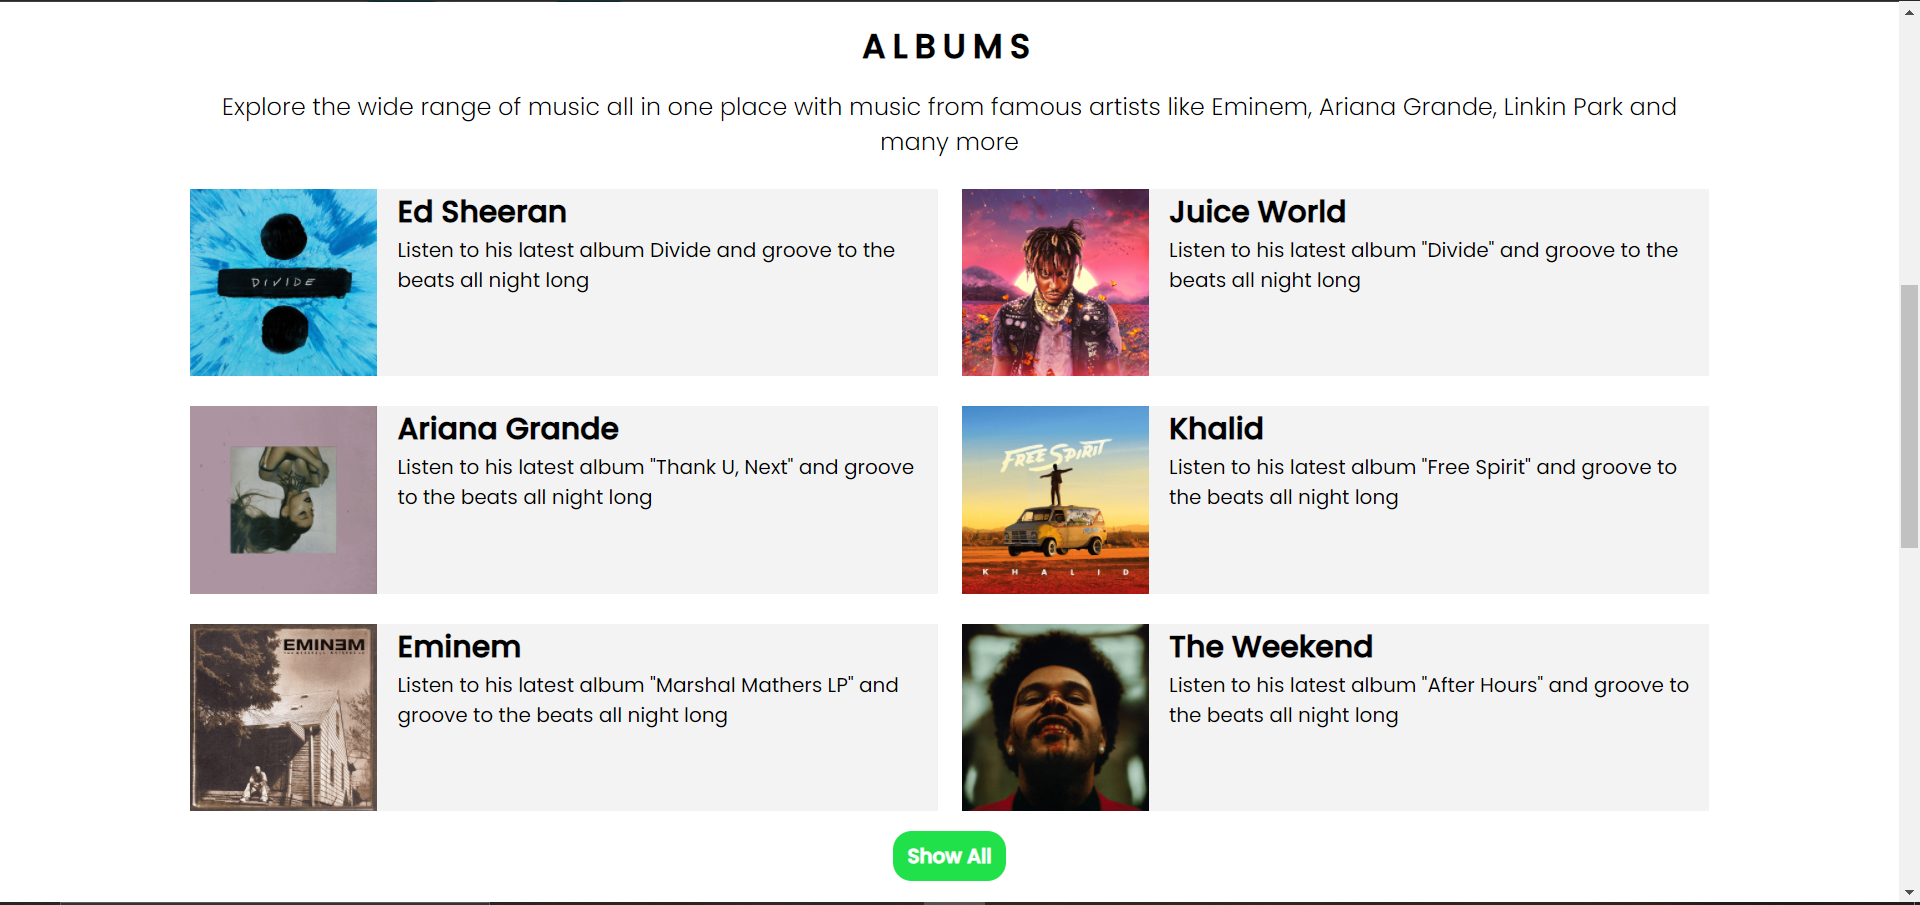 ALBUMS
Explore the wide range of music all in one place with music from famous artists like Eminem, Ariana Grande, Linkin Park and
many more
DIVIDE
Ed Sheeran
Listen to his latest album Divide and groove to the
beats all night long
Juice World
Listen to his latest album "Divide" and groove to the
beats all night long
Ariana Grande
Listen to his latest album "Thank U, Next" and groove
to the beats all night long
FREE SPIRIT
KHALID
Khalid
Listen to his latest album "Free Spirit" and groove to
the beats all night long
EMINƎM
Eminem
Listen to his latest album "Marshal Mathers LP" and
groove to the beats all night long
The Weekend
Listen to his latest album "After Hours" and groove to
the beats all night long
Show All